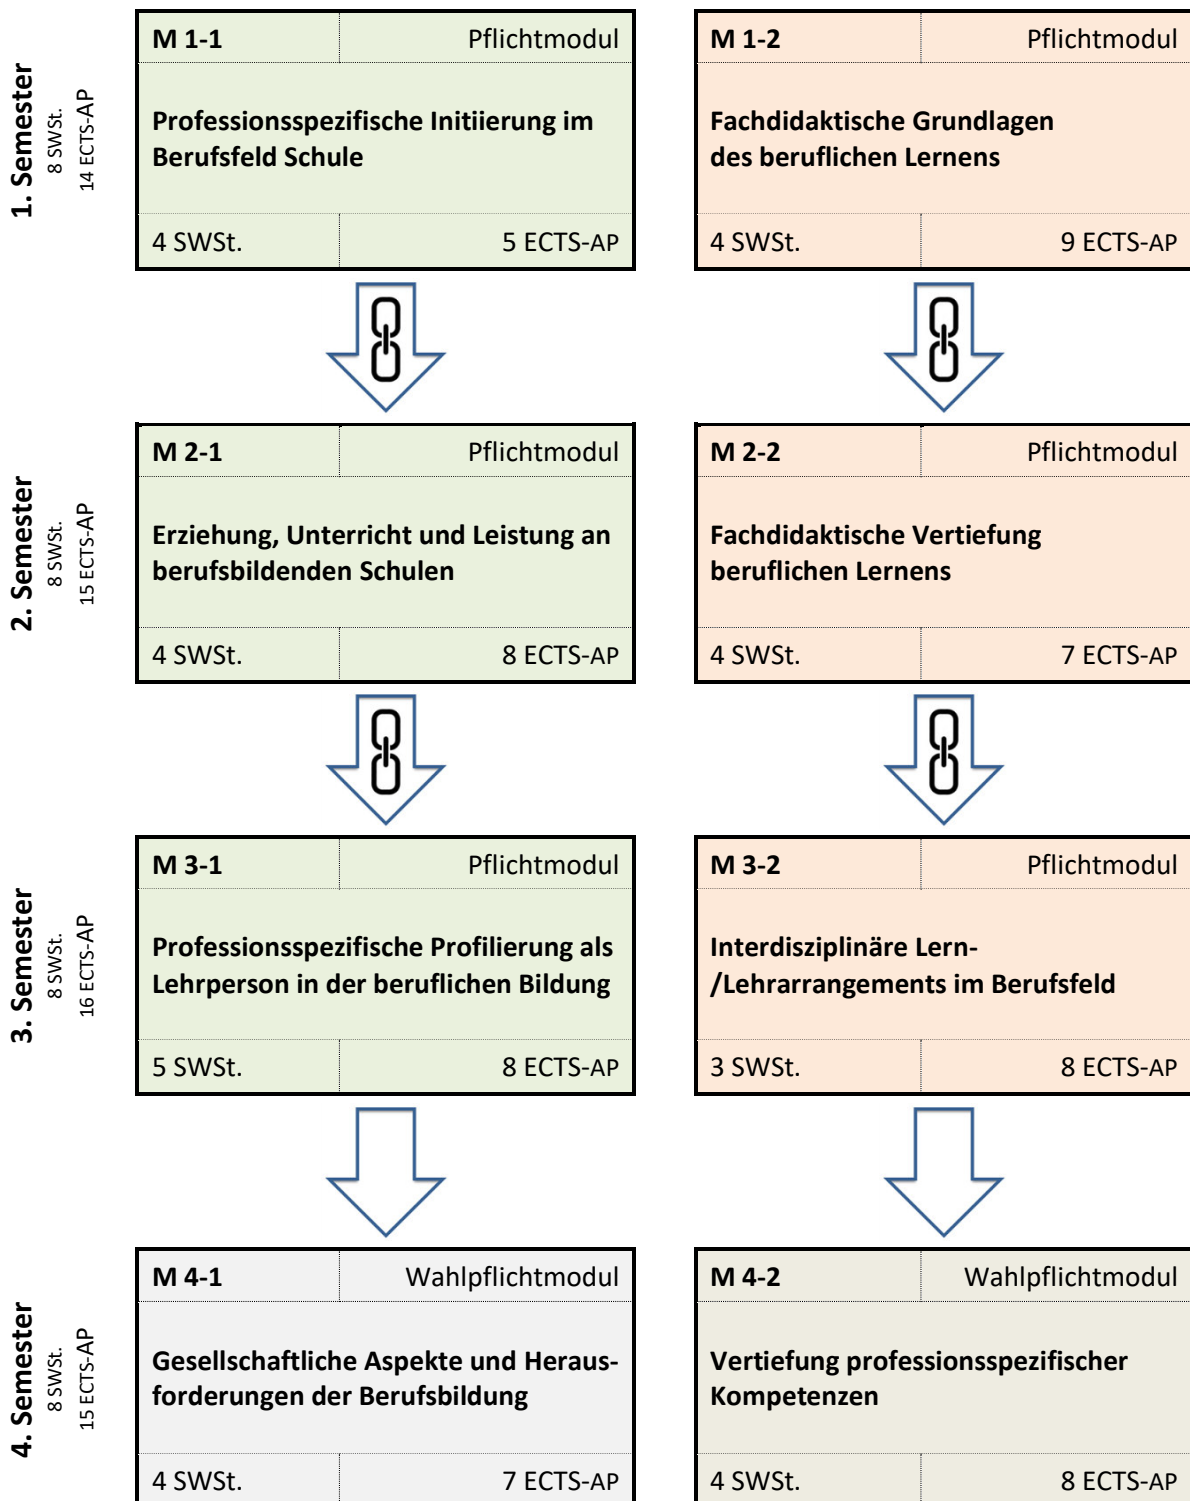 1. Semester
8 SWSt.
14 ECTS-AP
M 1-1 Pflichtmodul
Professionsspezifische Initiierung im
Berufsfeld Schule
4 SWSt. 5 ECTS-AP
M 1-2 Pflichtmodul
Fachdidaktische Grundlagen
des beruflichen Lernens
4 SWSt. 9 ECTS-AP
2. Semester
8 SWSt.
15 ECTS-AP
M 2-1 Pflichtmodul
Erziehung, Unterricht und Leistung an
berufsbildenden Schulen
4 SWSt. 8 ECTS-AP
M 2-2 Pflichtmodul
Fachdidaktische Vertiefung
beruflichen Lernens
4 SWSt. 7 ECTS-AP
3. Semester
8 SWSt.
16 ECTS-AP
M 3-1 Pflichtmodul
Professionsspezifische Profilierung als
Lehrperson in der beruflichen Bildung
5 SWSt. 8 ECTS-AP
M 3-2 Pflichtmodul
Interdisziplinäre Lern-
/Lehrarrangements im Berufsfeld
3 SWSt. 8 ECTS-AP
4. Semester
8 SWSt.
15 ECTS-AP
M 4-1 Wahlpflichtmodul
Gesellschaftliche Aspekte und Heraus-
forderungen der Berufsbildung
4 SWSt. 7 ECTS-AP
M 4-2 Wahlpflichtmodul
Vertiefung professionsspezifischer
Kompetenzen
4 SWSt. 8 ECTS-AP